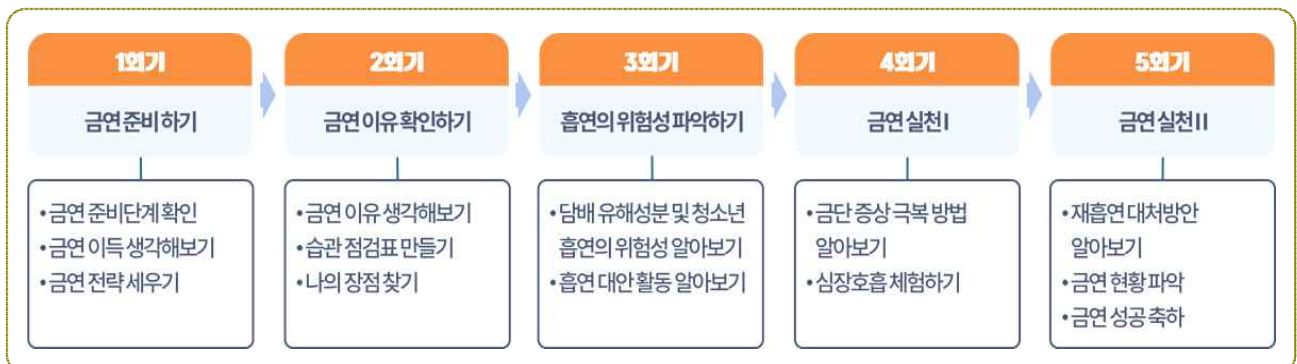 1회기
금연 준비 하기
• 금연 준비단계 확인
• 금연 이득 생각해보기
• 금연 전략 세우기
2회기
금연 이유 확인하기
• 금연 이유 생각해보기
• 습관 점검표 만들기
• 나의 장점 찾기
3회기
흡연의 위험성 파악하기
• 담배 유해성분 및 청소년
흡연의 위험성 알아보기
• 흡연 대안 활동 알아보기
4회기
금연 실천 I
• 금단 증상 극복 방법
알아보기
• 심장호흡 체험하기
5회기
금연 실천 II
• 재흡연 대처방안
알아보기
• 금연 현황 파악
• 금연 성공 축하